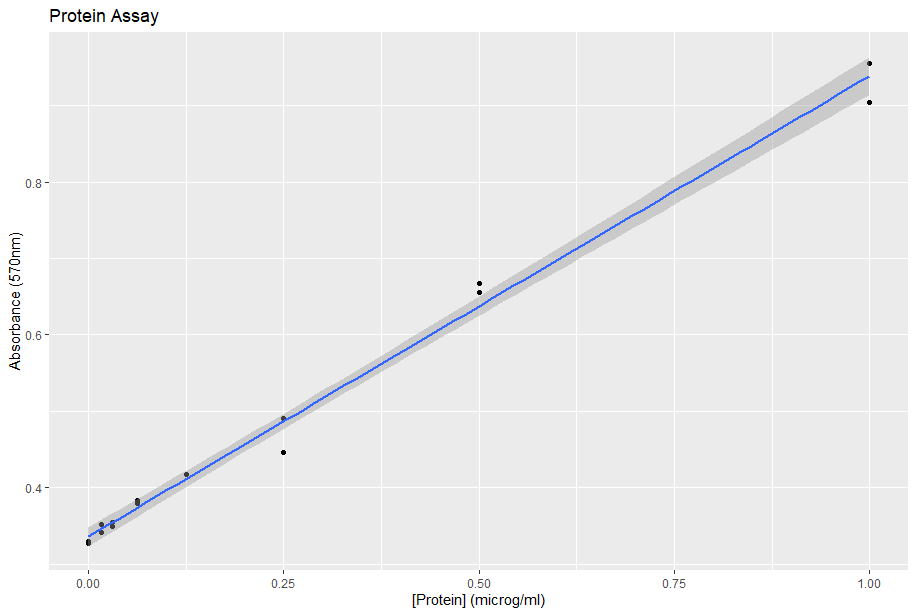 Protein Assay
Absorbance (570nm)
0.8
0.6
0.4
0.00 0.25 0.50 0.75 1.00
[Protein] (microg/ml)